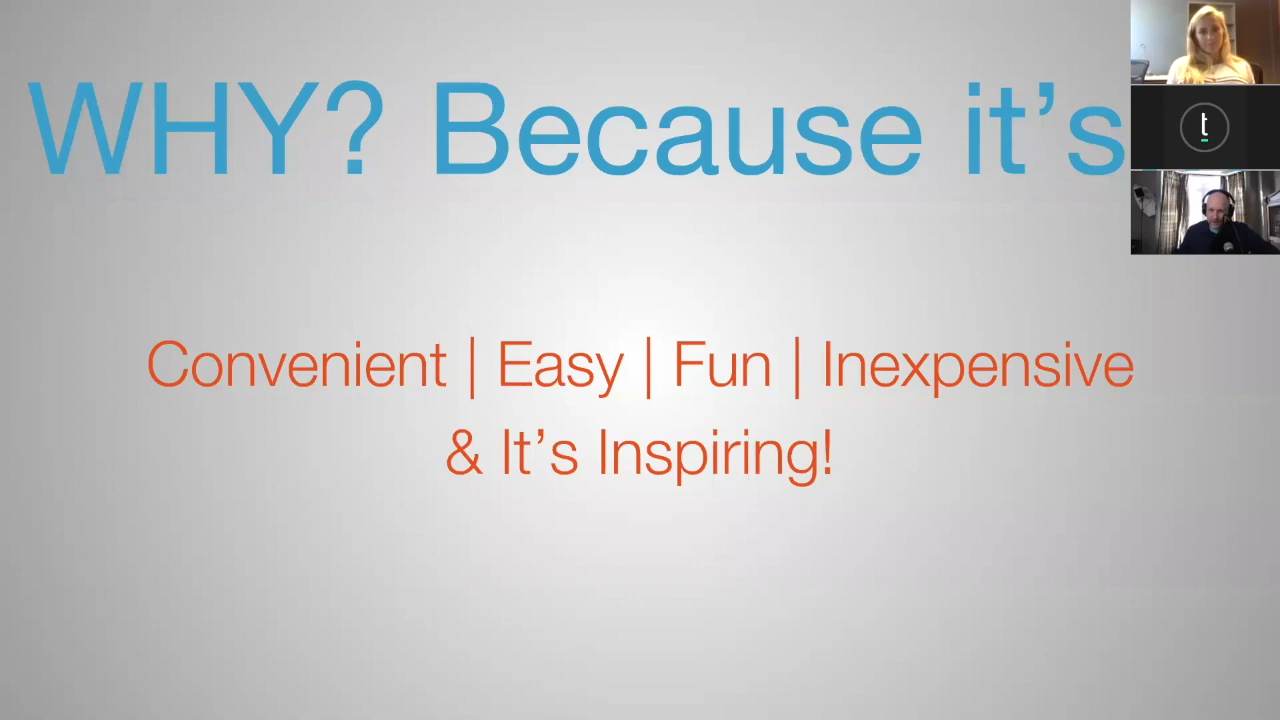 WHY? Because it’s
t
Convenient | Easy | Fun | Inexpensive
& It’s Inspiring!